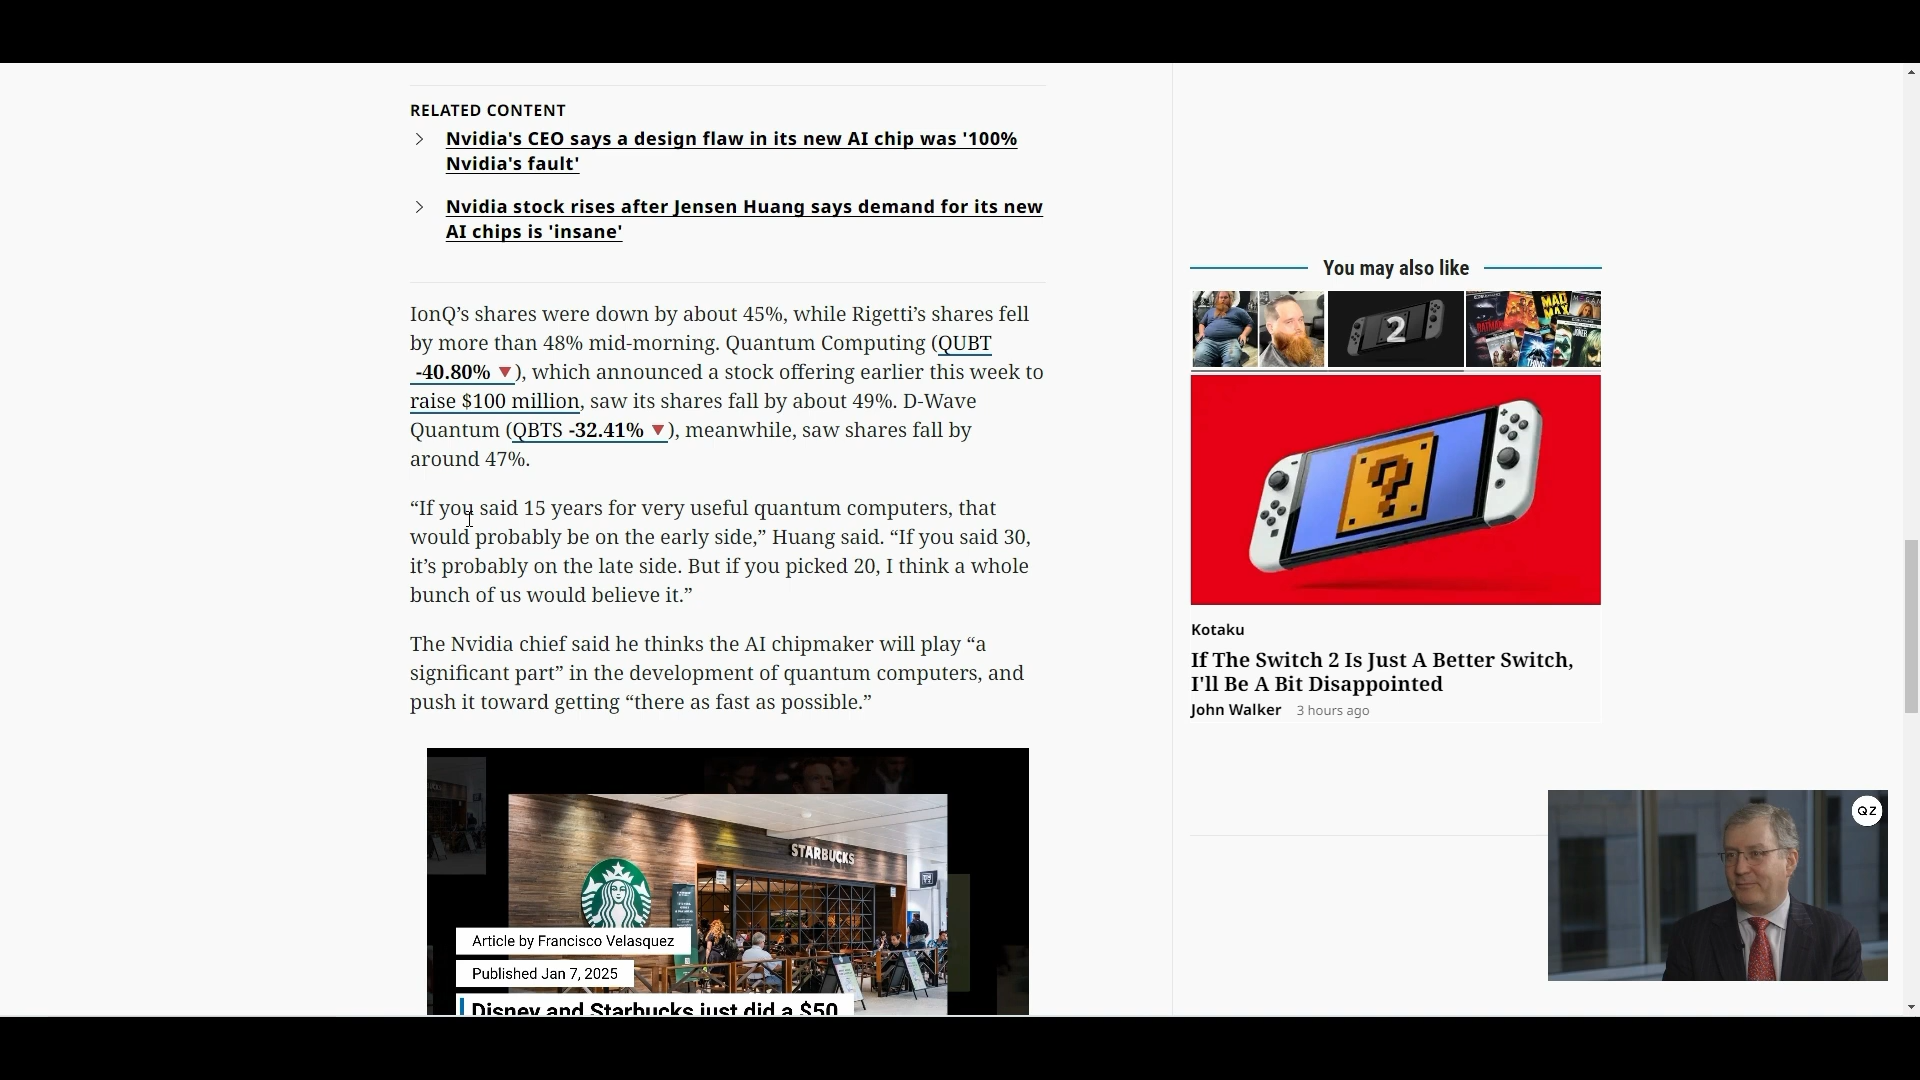 RELATED CONTENT
Nvidia's CEO says a design flaw in its new AI chip was '100%
Nvidia's fault'
Nvidia stock rises after Jensen Huang says demand for its new
AI chips is 'insane'
IonQ’s shares were down by about 45%, while Rigetti’s shares fell
by more than 48% mid-morning. Quantum Computing (QUBT
-40.80% ▼), which announced a stock offering earlier this week to
raise $100 million, saw its shares fall by about 49%. D-Wave
Quantum (QBTS -32.41% ▼), meanwhile, saw shares fall by
around 47%.
“If you said 15 years for very useful quantum computers, that
would probably be on the early side,” Huang said. “If you said 30,
it’s probably on the late side. But if you picked 20, I think a whole
bunch of us would believe it.”
The Nvidia chief said he thinks the AI chipmaker will play “a
significant part” in the development of quantum computers, and
push it toward getting “there as fast as possible.”
STARBUCKS
Article by Francisco Velasquez
Published Jan 7, 2025
Disney and Starbucks just did a $50
You may also like
2
MAD
MAX
Kotaku
If The Switch 2 Is Just A Better Switch,
I'll Be A Bit Disappointed
John Walker 3 hours ago
QZ